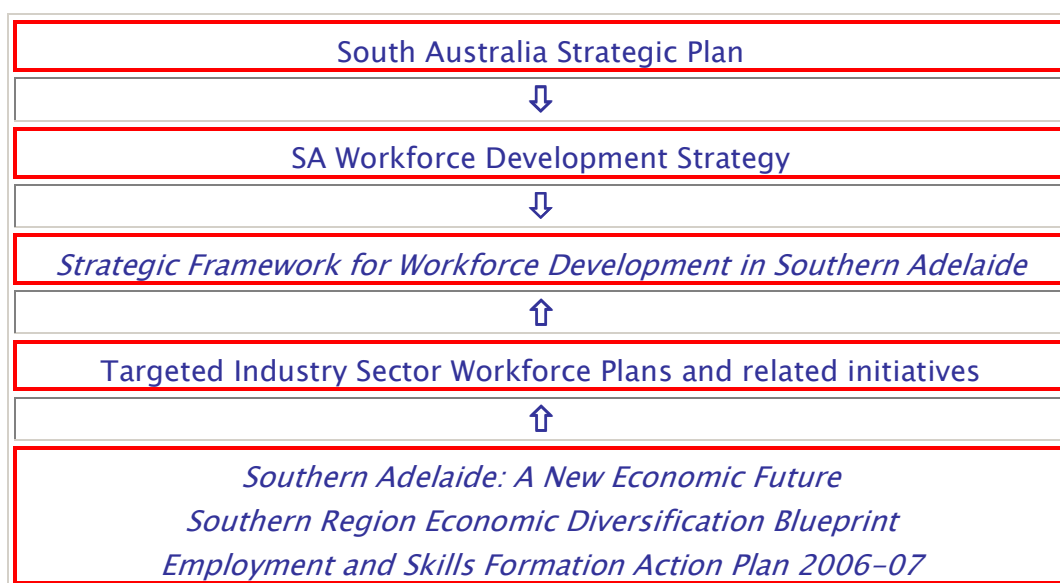 South Australia Strategic Plan
⇩
SA Workforce Development Strategy
⇩
Strategic Framework for Workforce Development in Southern Adelaide
⇧
Targeted Industry Sector Workforce Plans and related initiatives
⇧
Southern Adelaide: A New Economic Future
Southern Region Economic Diversification Blueprint
Employment and Skills Formation Action Plan 2006-07